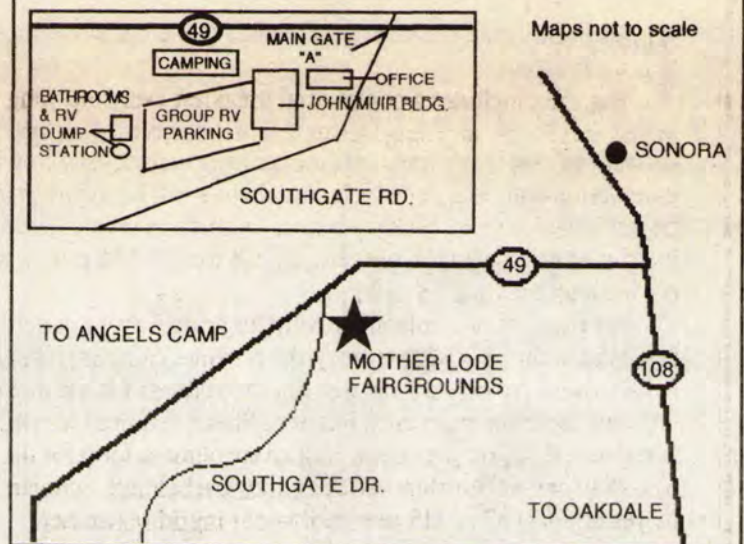 Maps not to scale
49
MAIN GATE
"A"
CAMPING
OFFICE
JOHN MUIR BLDG.
BATHROOMS
& RV
DUMP
STATION
GROUP RV
PARKING
SOUTHGATE RD.
SONORA
49
TO ANGELS CAMP
MOTHER LODE
FAIRGROUNDS
108
SOUTHGATE DR.
TO OAKDALE